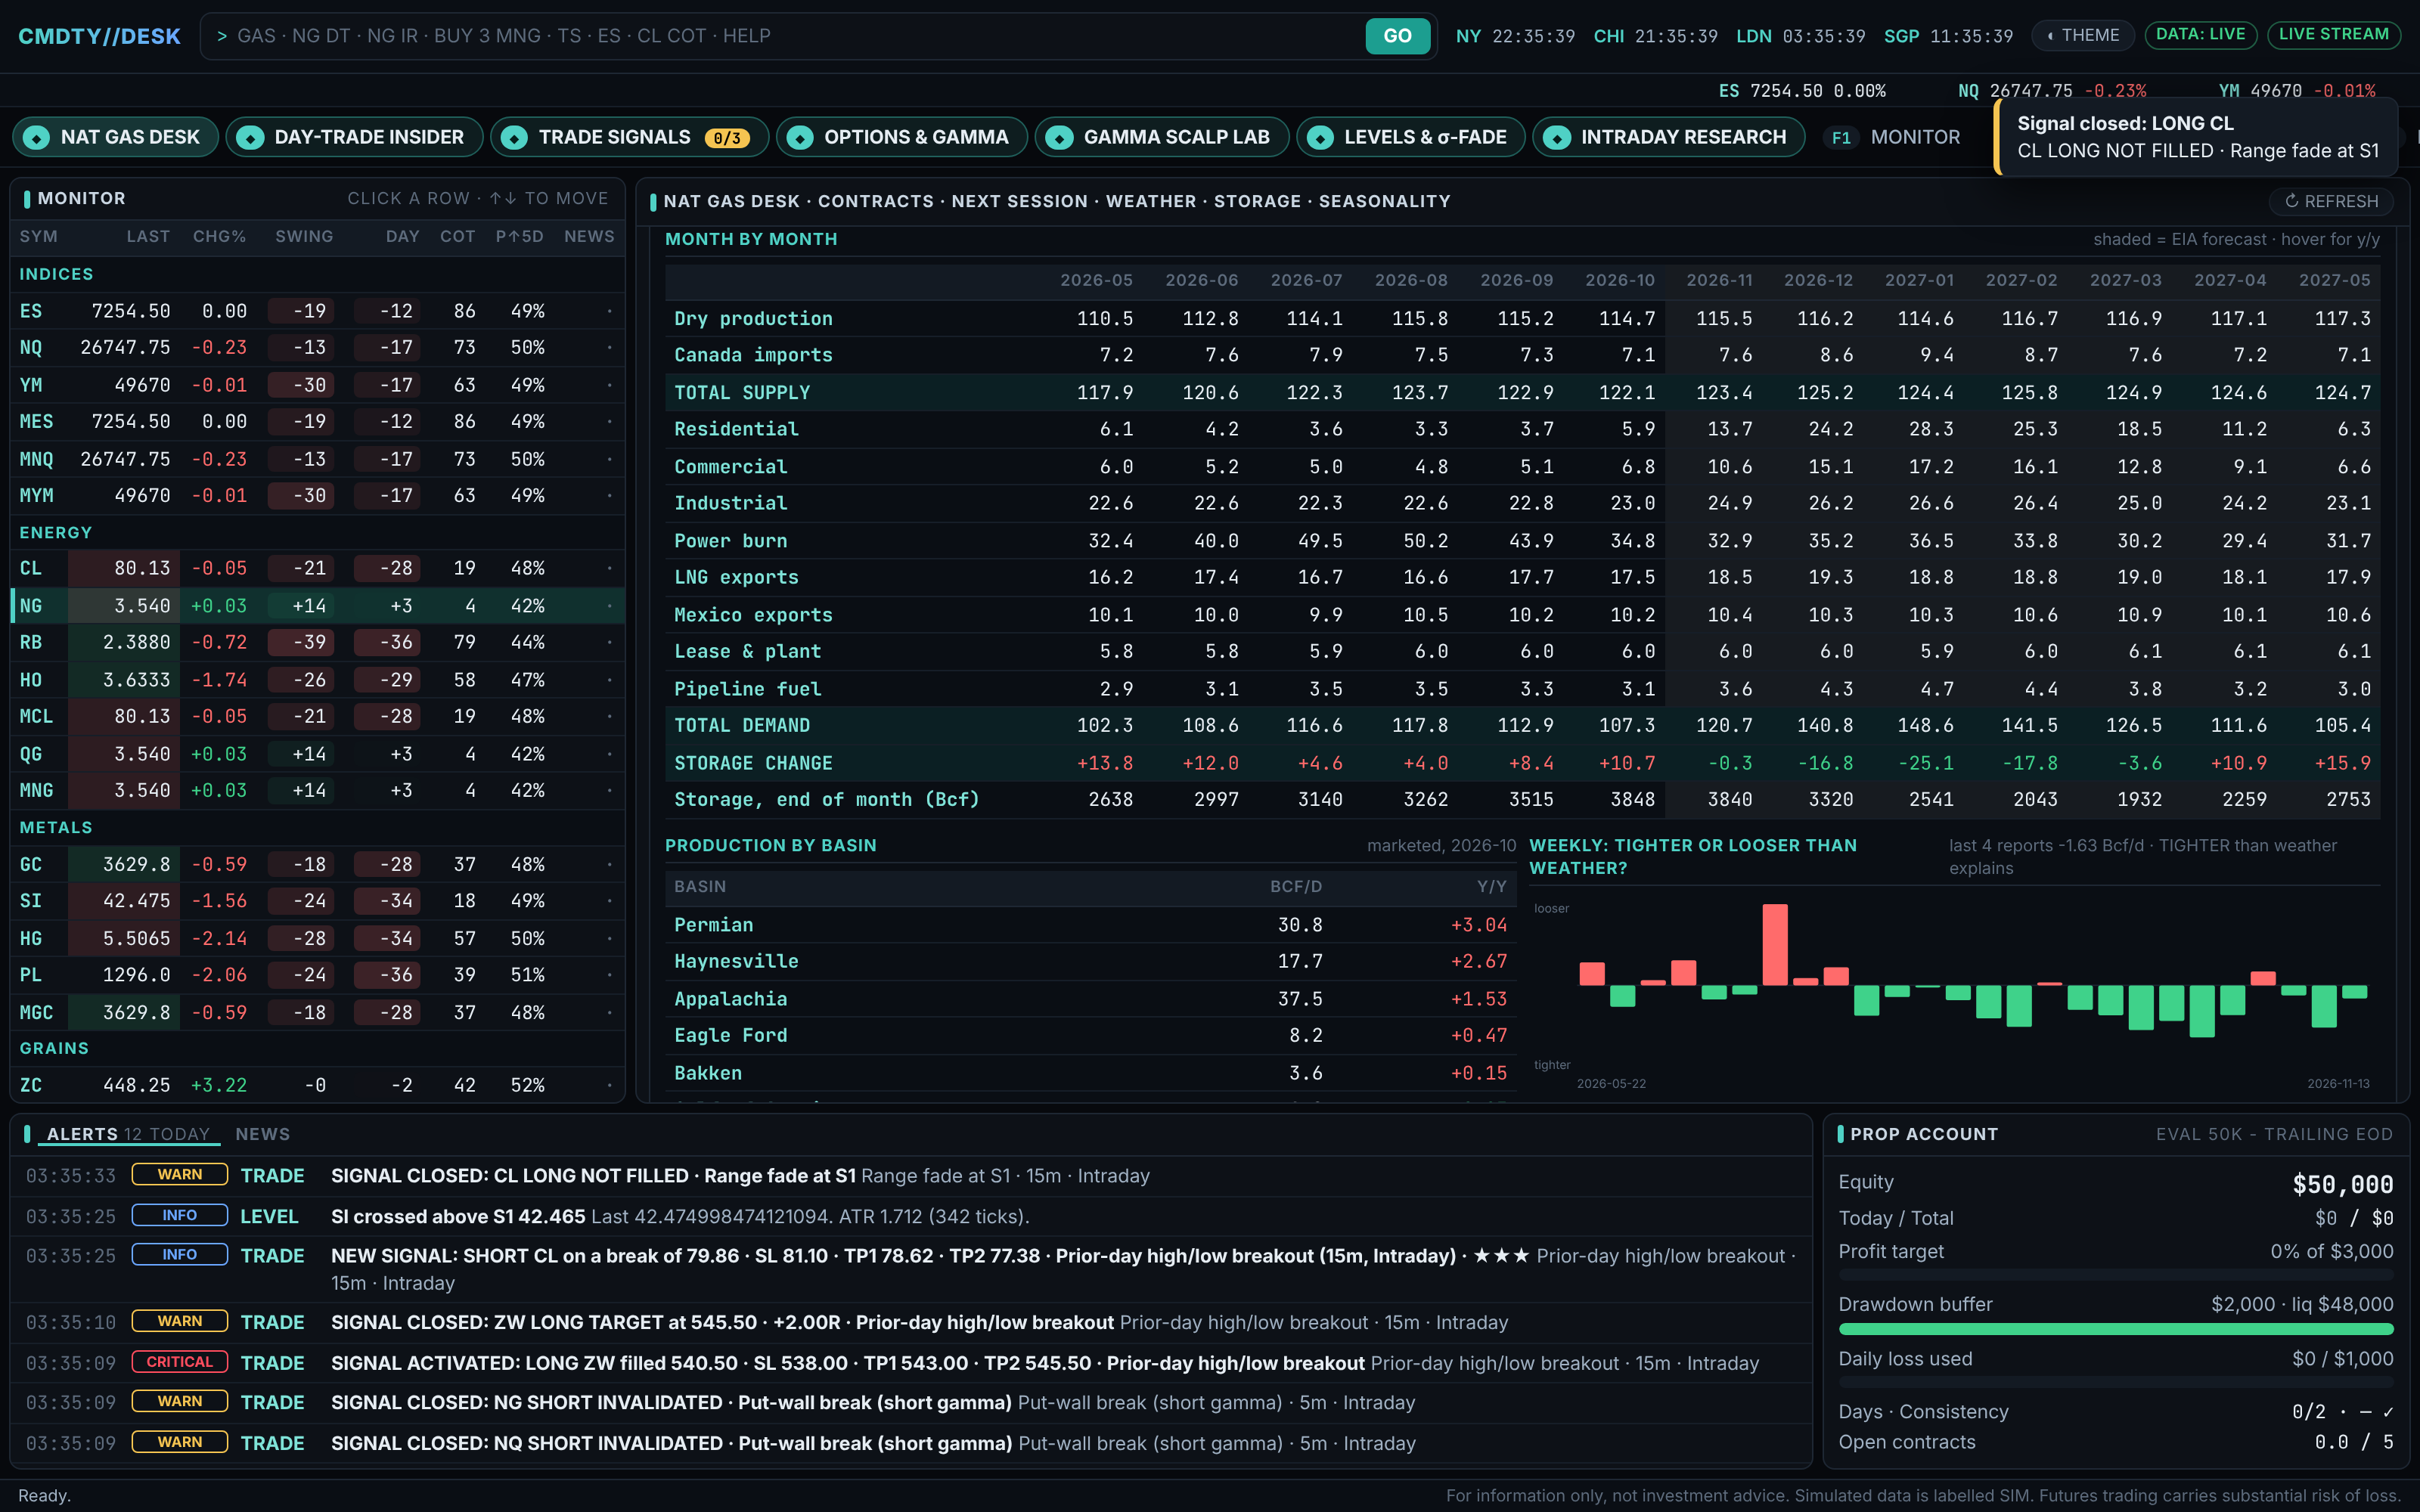 CMDTY//DESK
> GAS · NG DT · NG IR · BUY 3 MNG · TS · ES · CL COT · HELP
GO
NY 22:35:39 CHI 21:35:39 LDN 03:35:39 SGP 11:35:39
THEME
DATA: LIVE
LIVE STREAM
ES 7254.50 0.00% NQ 26747.75 -0.23% YM 49670 -0.01%
NAT GAS DESK
DAY-TRADE INSIDER
TRADE SIGNALS 0/3
OPTIONS & GAMMA
GAMMA SCALP LAB
LEVELS & σ-FADE
INTRADAY RESEARCH
F1 MONITOR
Signal closed: LONG CL
CL LONG NOT FILLED · Range fade at S1
MONITOR CLICK A ROW · ↑↓ TO MOVE
SYM LAST CHG% SWING DAY COT P↑5D NEWS
INDICES
ES 7254.50 0.00 -19 -12 86 49% ·
NQ 26747.75 -0.23 -13 -17 73 50% ·
YM 49670 -0.01 -30 -17 63 49% ·
MES 7254.50 0.00 -19 -12 86 49% ·
MNQ 26747.75 -0.23 -13 -17 73 50% ·
MYM 49670 -0.01 -30 -17 63 49% ·
ENERGY
CL 80.13 -0.05 -21 -28 19 48% ·
NG 3.540 +0.03 +14 +3 4 42% ·
RB 2.3880 -0.72 -39 -36 79 44% ·
HO 3.6333 -1.74 -26 -29 58 47% ·
MCL 80.13 -0.05 -21 -28 19 48% ·
QG 3.540 +0.03 +14 +3 4 42% ·
MNG 3.540 +0.03 +14 +3 4 42% ·
METALS
GC 3629.8 -0.59 -18 -28 37 48% ·
SI 42.475 -1.56 -24 -34 18 49% ·
HG 5.5065 -2.14 -28 -34 57 50% ·
PL 1296.0 -2.06 -24 -36 39 51% ·
MGC 3629.8 -0.59 -18 -28 37 48% ·
GRAINS
ZC 448.25 +3.22 -0 -2 42 52% ·
NAT GAS DESK · CONTRACTS · NEXT SESSION · WEATHER · STORAGE · SEASONALITY
REFRESH
MONTH BY MONTH shaded = EIA forecast · hover for y/y
2026-05 2026-06 2026-07 2026-08 2026-09 2026-10 2026-11 2026-12 2027-01 2027-02 2027-03 2027-04 2027-05
Dry production 110.5 112.8 114.1 115.8 115.2 114.7 115.5 116.2 114.6 116.7 116.9 117.1 117.3
Canada imports 7.2 7.6 7.9 7.5 7.3 7.1 7.6 8.6 9.4 8.7 7.6 7.2 7.1
TOTAL SUPPLY 117.9 120.6 122.3 123.7 122.9 122.1 123.4 125.2 124.4 125.8 124.9 124.6 124.7
Residential 6.1 4.2 3.6 3.3 3.7 5.9 13.7 24.2 28.3 25.3 18.5 11.2 6.3
Commercial 6.0 5.2 5.0 4.8 5.1 6.8 10.6 15.1 17.2 16.1 12.8 9.1 6.6
Industrial 22.6 22.6 22.3 22.6 22.8 23.0 24.9 26.2 26.6 26.4 25.0 24.2 23.1
Power burn 32.4 40.0 49.5 50.2 43.9 34.8 32.9 35.2 36.5 33.8 30.2 29.4 31.7
LNG exports 16.2 17.4 16.7 16.6 17.7 17.5 18.5 19.3 18.8 18.8 19.0 18.1 17.9
Mexico exports 10.1 10.0 9.9 10.5 10.2 10.2 10.4 10.3 10.3 10.6 10.9 10.1 10.6
Lease & plant 5.8 5.8 5.9 6.0 6.0 6.0 6.0 6.0 5.9 6.0 6.1 6.1 6.1
Pipeline fuel 2.9 3.1 3.5 3.5 3.3 3.1 3.6 4.3 4.7 4.4 3.8 3.2 3.0
TOTAL DEMAND 102.3 108.6 116.6 117.8 112.9 107.3 120.7 140.8 148.6 141.5 126.5 111.6 105.4
STORAGE CHANGE +13.8 +12.0 +4.6 +4.0 +8.4 +10.7 -0.3 -16.8 -25.1 -17.8 -3.6 +10.9 +15.9
Storage, end of month (Bcf) 2638 2997 3140 3262 3515 3848 3840 3320 2541 2043 1932 2259 2753
PRODUCTION BY BASIN marketed, 2026-10
BASIN BCF/D Y/Y
Permian 30.8 +3.04
Haynesville 17.7 +2.67
Appalachia 37.5 +1.53
Eagle Ford 8.2 +0.47
Bakken 3.6 +0.15
WEEKLY: TIGHTER OR LOOSER THAN
WEATHER?
last 4 reports -1.63 Bcf/d · TIGHTER than weather
explains
looser
tighter
2026-05-22 2026-11-13
ALERTS 12 TODAY NEWS
03:35:33 WARN TRADE SIGNAL CLOSED: CL LONG NOT FILLED · Range fade at S1 Range fade at S1 · 15m · Intraday
03:35:25 INFO LEVEL SI crossed above S1 42.465 Last 42.474998474121094. ATR 1.712 (342 ticks).
03:35:25 INFO TRADE NEW SIGNAL: SHORT CL on a break of 79.86 · SL 81.10 · TP1 78.62 · TP2 77.38 · Prior-day high/low breakout (15m, Intraday) · ★★★ Prior-day high/low breakout ·
15m · Intraday
03:35:10 WARN TRADE SIGNAL CLOSED: ZW LONG TARGET at 545.50 · +2.00R · Prior-day high/low breakout Prior-day high/low breakout · 15m · Intraday
03:35:09 CRITICAL TRADE SIGNAL ACTIVATED: LONG ZW filled 540.50 · SL 538.00 · TP1 543.00 · TP2 545.50 · Prior-day high/low breakout Prior-day high/low breakout · 15m · Intraday
03:35:09 WARN TRADE SIGNAL CLOSED: NG SHORT INVALIDATED · Put-wall break (short gamma) Put-wall break (short gamma) · 5m · Intraday
03:35:09 WARN TRADE SIGNAL CLOSED: NQ SHORT INVALIDATED · Put-wall break (short gamma) Put-wall break (short gamma) · 5m · Intraday
PROP ACCOUNT EVAL 50K - TRAILING EOD
Equity $50,000
Today / Total $0 / $0
Profit target 0% of $3,000
Drawdown buffer $2,000 · liq $48,000
Daily loss used $0 / $1,000
Days · Consistency 0/2 · — ✓
Open contracts 0.0 / 5
Ready.
For information only, not investment advice. Simulated data is labelled SIM. Futures trading carries substantial risk of loss.